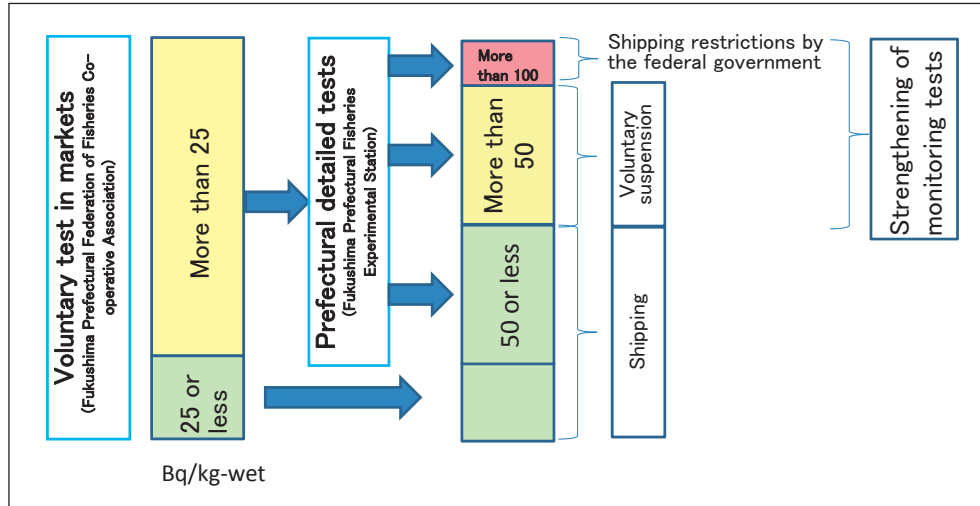 Voluntary test in markets
(Fukushima Prefectural Federation of Fisheries Co-
operative Association)
More than 25
25 or
less
Bq/kg-wet
Prefectural detailed tests
(Fukushima Prefectural Fisheries
Experimental Station)
More
than 100
More than
50
50 or less
Shipping restrictions by
the federal government
Voluntary
suspension
Shipping
Strengthening of
monitoring tests